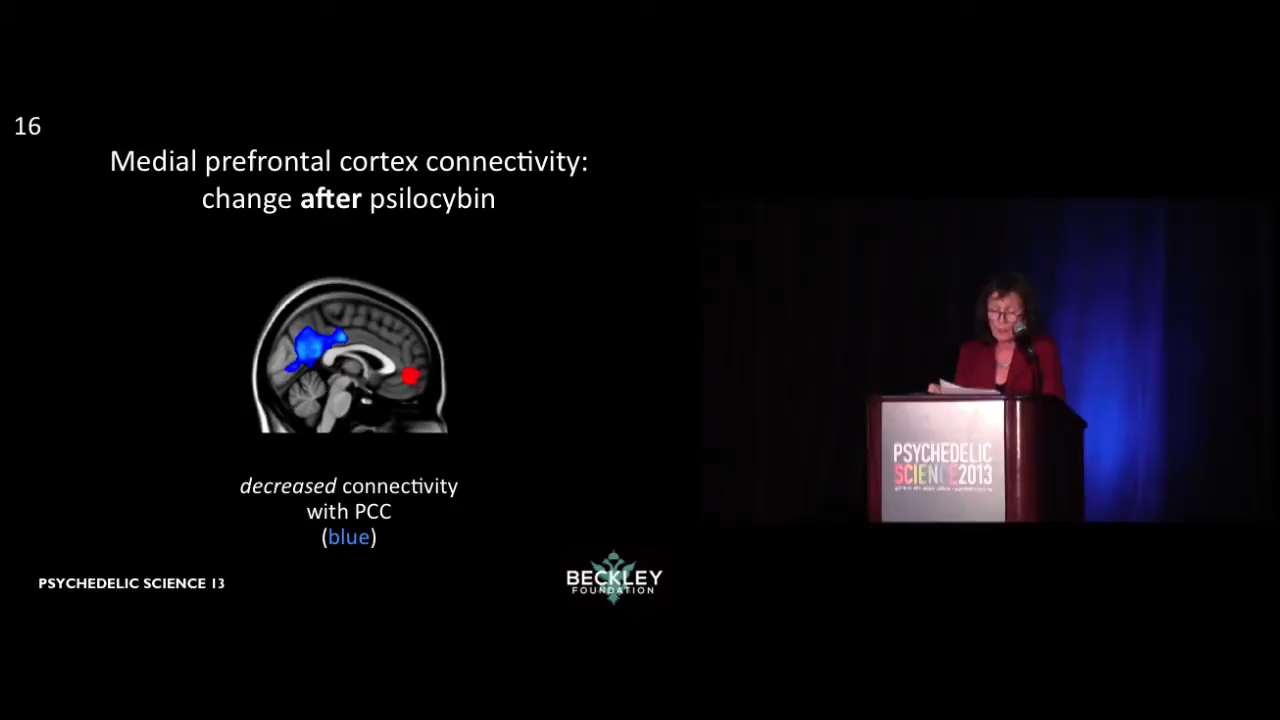 16
Medial prefrontal cortex connectivity:
change after psilocybin
decreased connectivity
with PCC
(blue)
PSYCHEDELIC SCIENCE 13
BECKLEY
FOUNDATION
PSYCHEDELIC
SCIENCE2013